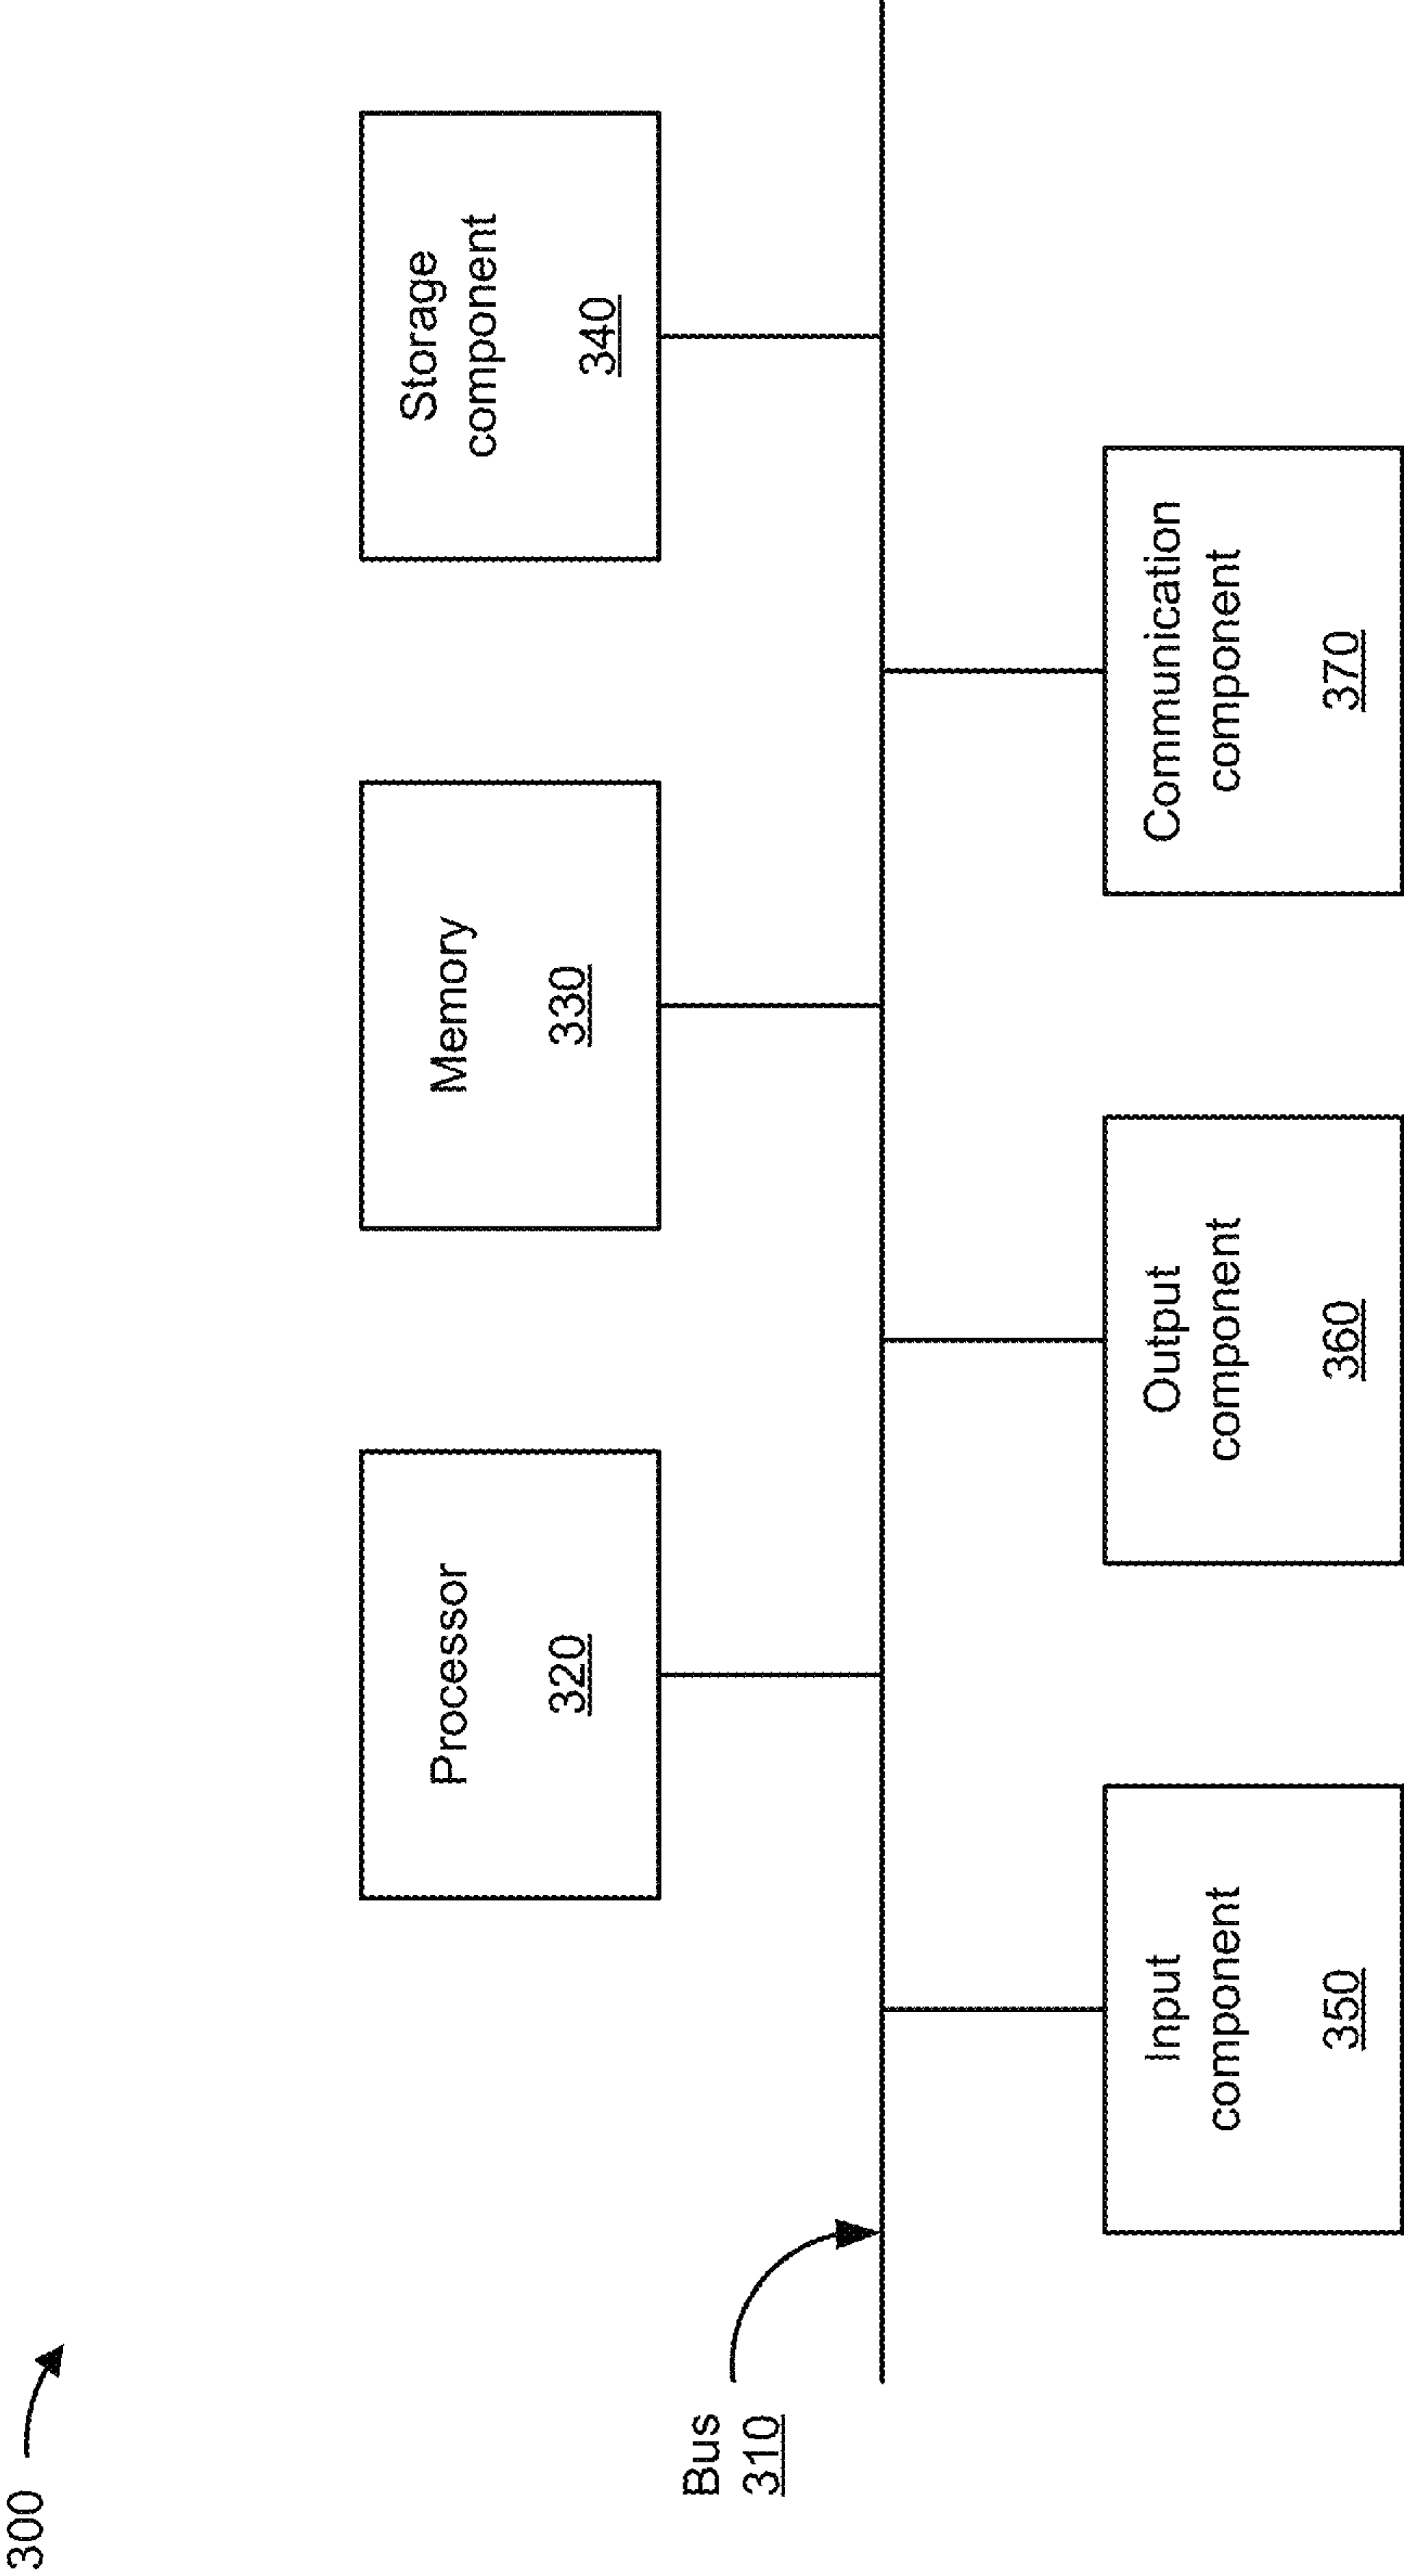 300
Bus
310
Processor
320
Memory
330
Storage
component
340
Input
component
350
Output
component
360
Communication
component
370